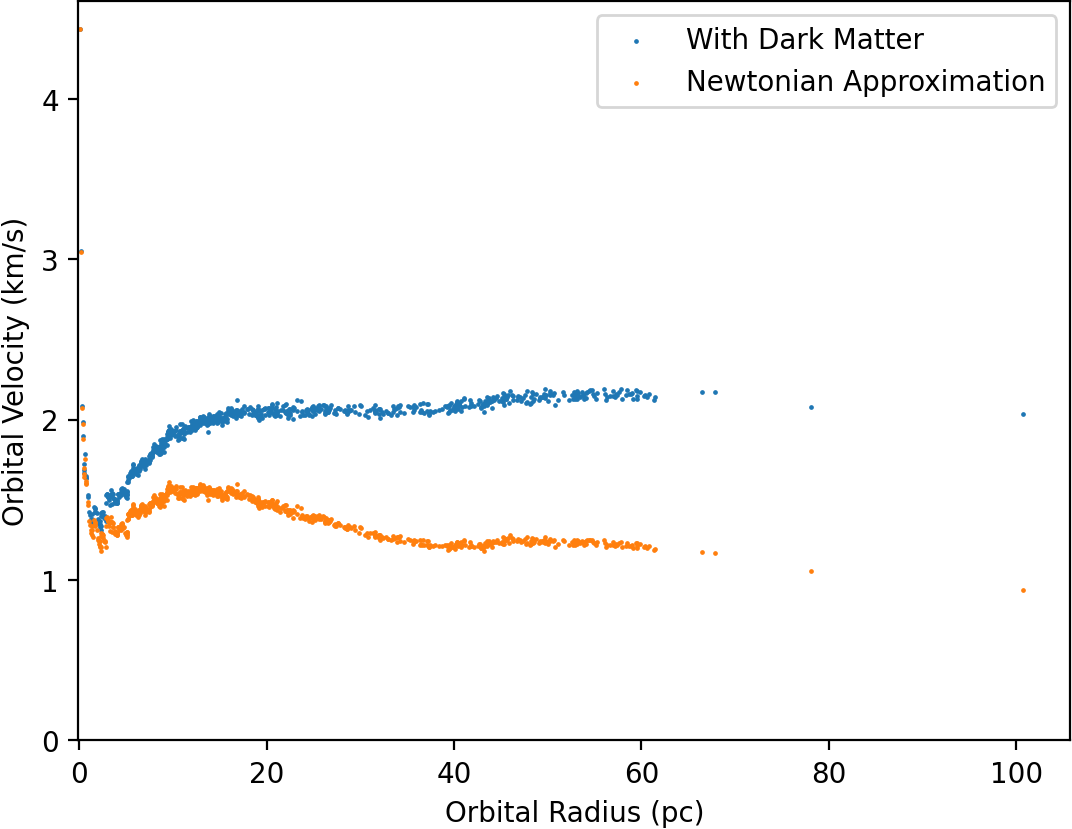 With Dark Matter
Newtonian Approximation
4
3
2
1
0
0 20 40 60 80 100
Orbital Velocity (km/s)
Orbital Radius (pc)